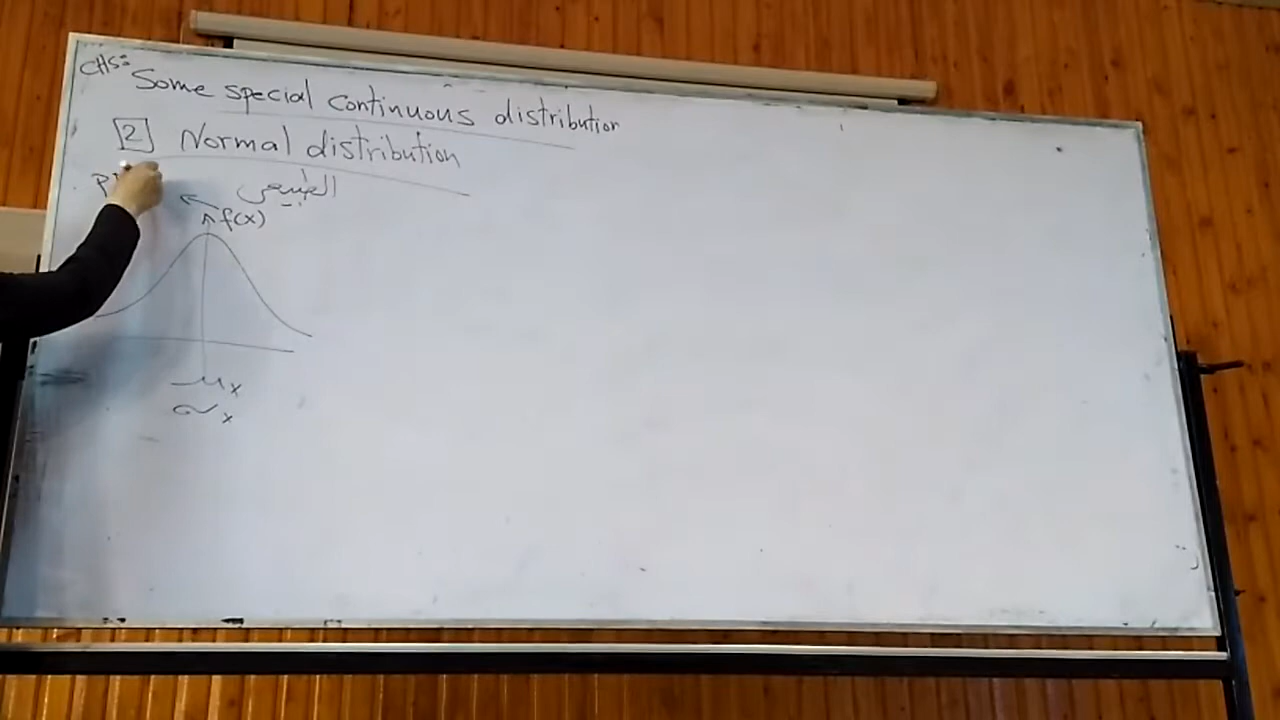 CH5:
Some special continuous distribution
2 Normal distribution
الطبيعي
f(x)
μx
σx